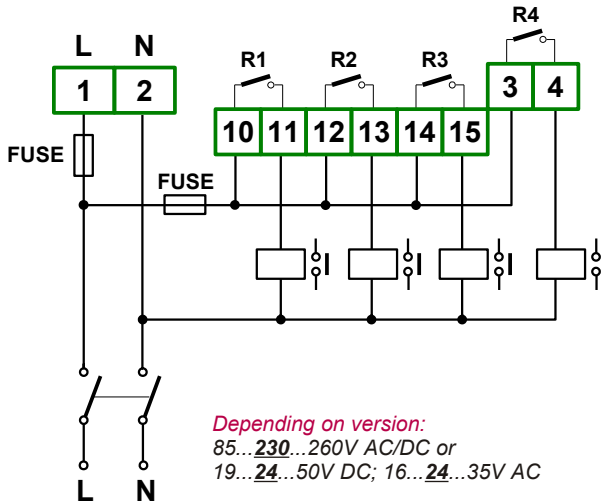 R4
L N
R1 R2 R3
1 2
3 4
10 11 12 13 14 15
FUSE
FUSE
Depending on version:
85...230...260V AC/DC or
19...24...50V DC; 16...24...35V AC
L N